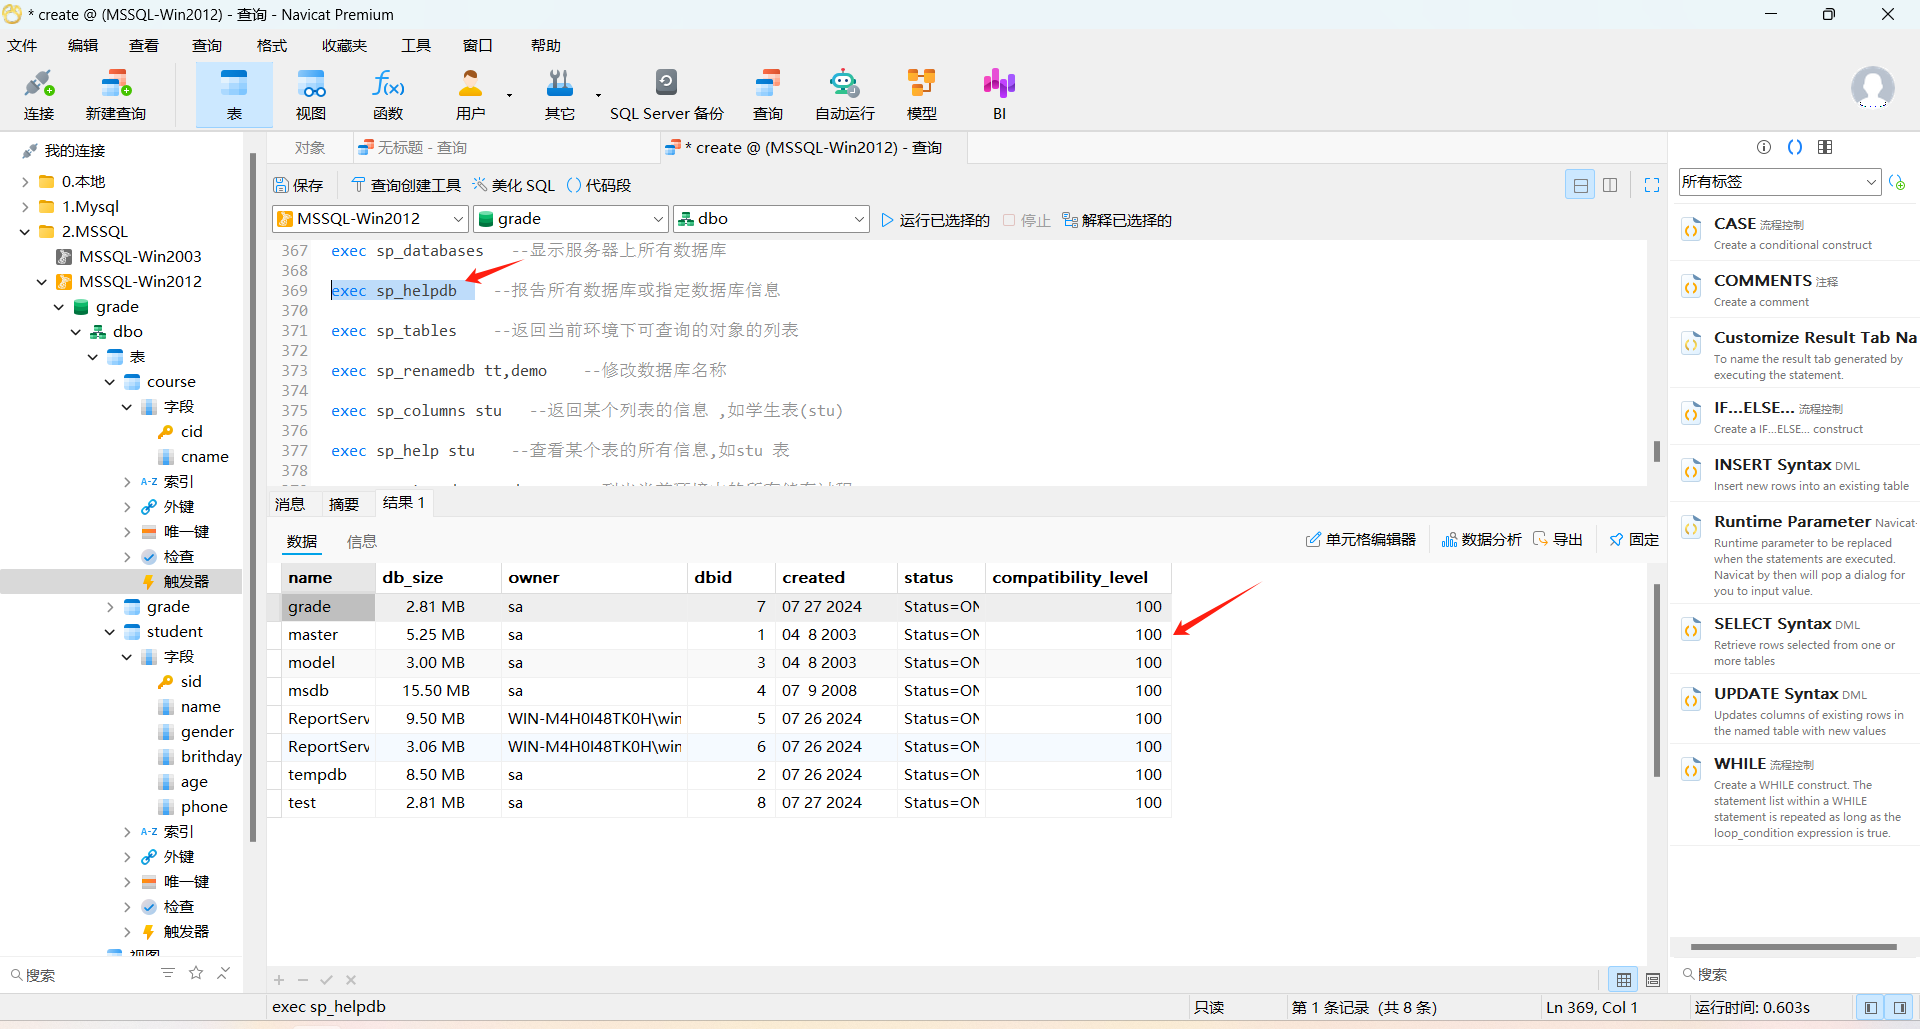 * create @ (MSSQL-Win2012) - 查询 - Navicat Premium
文件 编辑 查看 查询 格式 收藏夹 工具 窗口 帮助
连接 新建查询 表 视图 函数 用户 其它 SQL Server 备份 查询 自动运行 模型 BI
我的连接
0.本地
1.Mysql
2.MSSQL
MSSQL-Win2003
MSSQL-Win2012
grade
dbo
表
course
字段
cid
cname
A-Z 索引
外键
唯一键
检查
触发器
grade
student
字段
sid
name
gender
brithday
age
phone
A-Z 索引
外键
唯一键
检查
触发器
视图
搜索
对象 无标题 - 查询 * create @ (MSSQL-Win2012) - 查询
保存 查询创建工具 美化 SQL () 代码段
MSSQL-Win2012 grade dbo 运行已选择的 停止 解释已选择的
367 exec sp_databases --显示服务器上所有数据库
368
369 exec sp_helpdb --报告所有数据库或指定数据库信息
370
371 exec sp_tables --返回当前环境下可查询的对象的列表
372
373 exec sp_renamedb tt,demo --修改数据库名称
374
375 exec sp_columns stu --返回某个列表的信息 ,如学生表(stu)
376
377 exec sp_help stu --查看某个表的所有信息,如stu 表
378
消息 摘要 结果 1
数据 信息 单元格编辑器 数据分析 导出 固定
name db_size owner dbid created status compatibility_level
grade 2.81 MB sa 7 07 27 2024 Status=ON 100
master 5.25 MB sa 1 04 8 2003 Status=ON 100
model 3.00 MB sa 3 04 8 2003 Status=ON 100
msdb 15.50 MB sa 4 07 9 2008 Status=ON 100
ReportServ 9.50 MB WIN-M4H0I48TK0H\win 5 07 26 2024 Status=ON 100
ReportServ 3.06 MB WIN-M4H0I48TK0H\win 6 07 26 2024 Status=ON 100
tempdb 8.50 MB sa 2 07 26 2024 Status=ON 100
test 2.81 MB sa 8 07 27 2024 Status=ON 100
exec sp_helpdb 只读 第 1 条记录 (共 8 条) Ln 369, Col 1 运行时间: 0.603s
所有标签
CASE 流程控制
Create a conditional construct
COMMENTS 注释
Create a comment
Customize Result Tab Na
To name the result tab generated by
executing the statement.
IF...ELSE... 流程控制
Create a IF...ELSE... construct
INSERT Syntax DML
Insert new rows into an existing table
Runtime Parameter Navicat
Runtime parameter to be replaced
when the statements are executed.
Navicat by then will pop a dialog for
you to input value.
SELECT Syntax DML
Retrieve rows selected from one or
more tables
UPDATE Syntax DML
Updates columns of existing rows in
the named table with new values
WHILE 流程控制
Create a WHILE construct. The
statement list within a WHILE
statement is repeated as long as the
loop_condition expression is true.
搜索